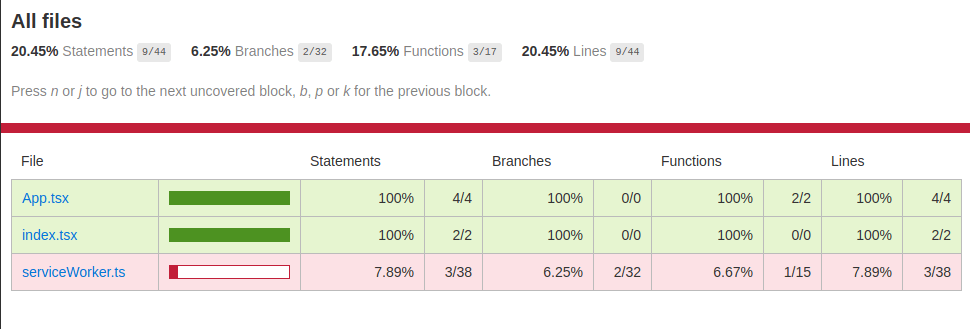 All files
20.45% Statements 9/44 6.25% Branches 2/32 17.65% Functions 3/17 20.45% Lines 9/44
Press n or j to go to the next uncovered block, b, p or k for the previous block.
File Statements Branches Functions Lines
App.tsx 100% 4/4 100% 0/0 100% 2/2 100% 4/4
index.tsx 100% 2/2 100% 0/0 100% 0/0 100% 2/2
serviceWorker.ts 7.89% 3/38 6.25% 2/32 6.67% 1/15 7.89% 3/38